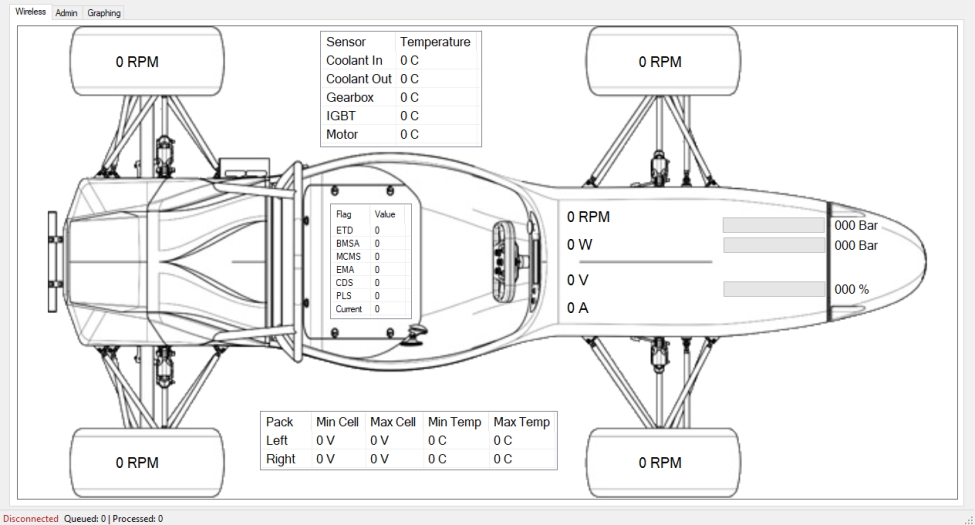 Wireless Admin Graphing
0 RPM
0 RPM
Sensor Temperature
Coolant In 0 C
Coolant Out 0 C
Gearbox 0 C
IGBT 0 C
Motor 0 C
Flag Value
ETD 0
BMSA 0
MCMS 0
EMA 0
CDS 0
PLS 0
Current 0
0 RPM
0 W
0 V
0 A
000 Bar
000 Bar
000 %
Pack Min Cell Max Cell Min Temp Max Temp
Left 0 V 0 V 0 C 0 C
Right 0 V 0 V 0 C 0 C
0 RPM
0 RPM
Disconnected Queued: 0 | Processed: 0